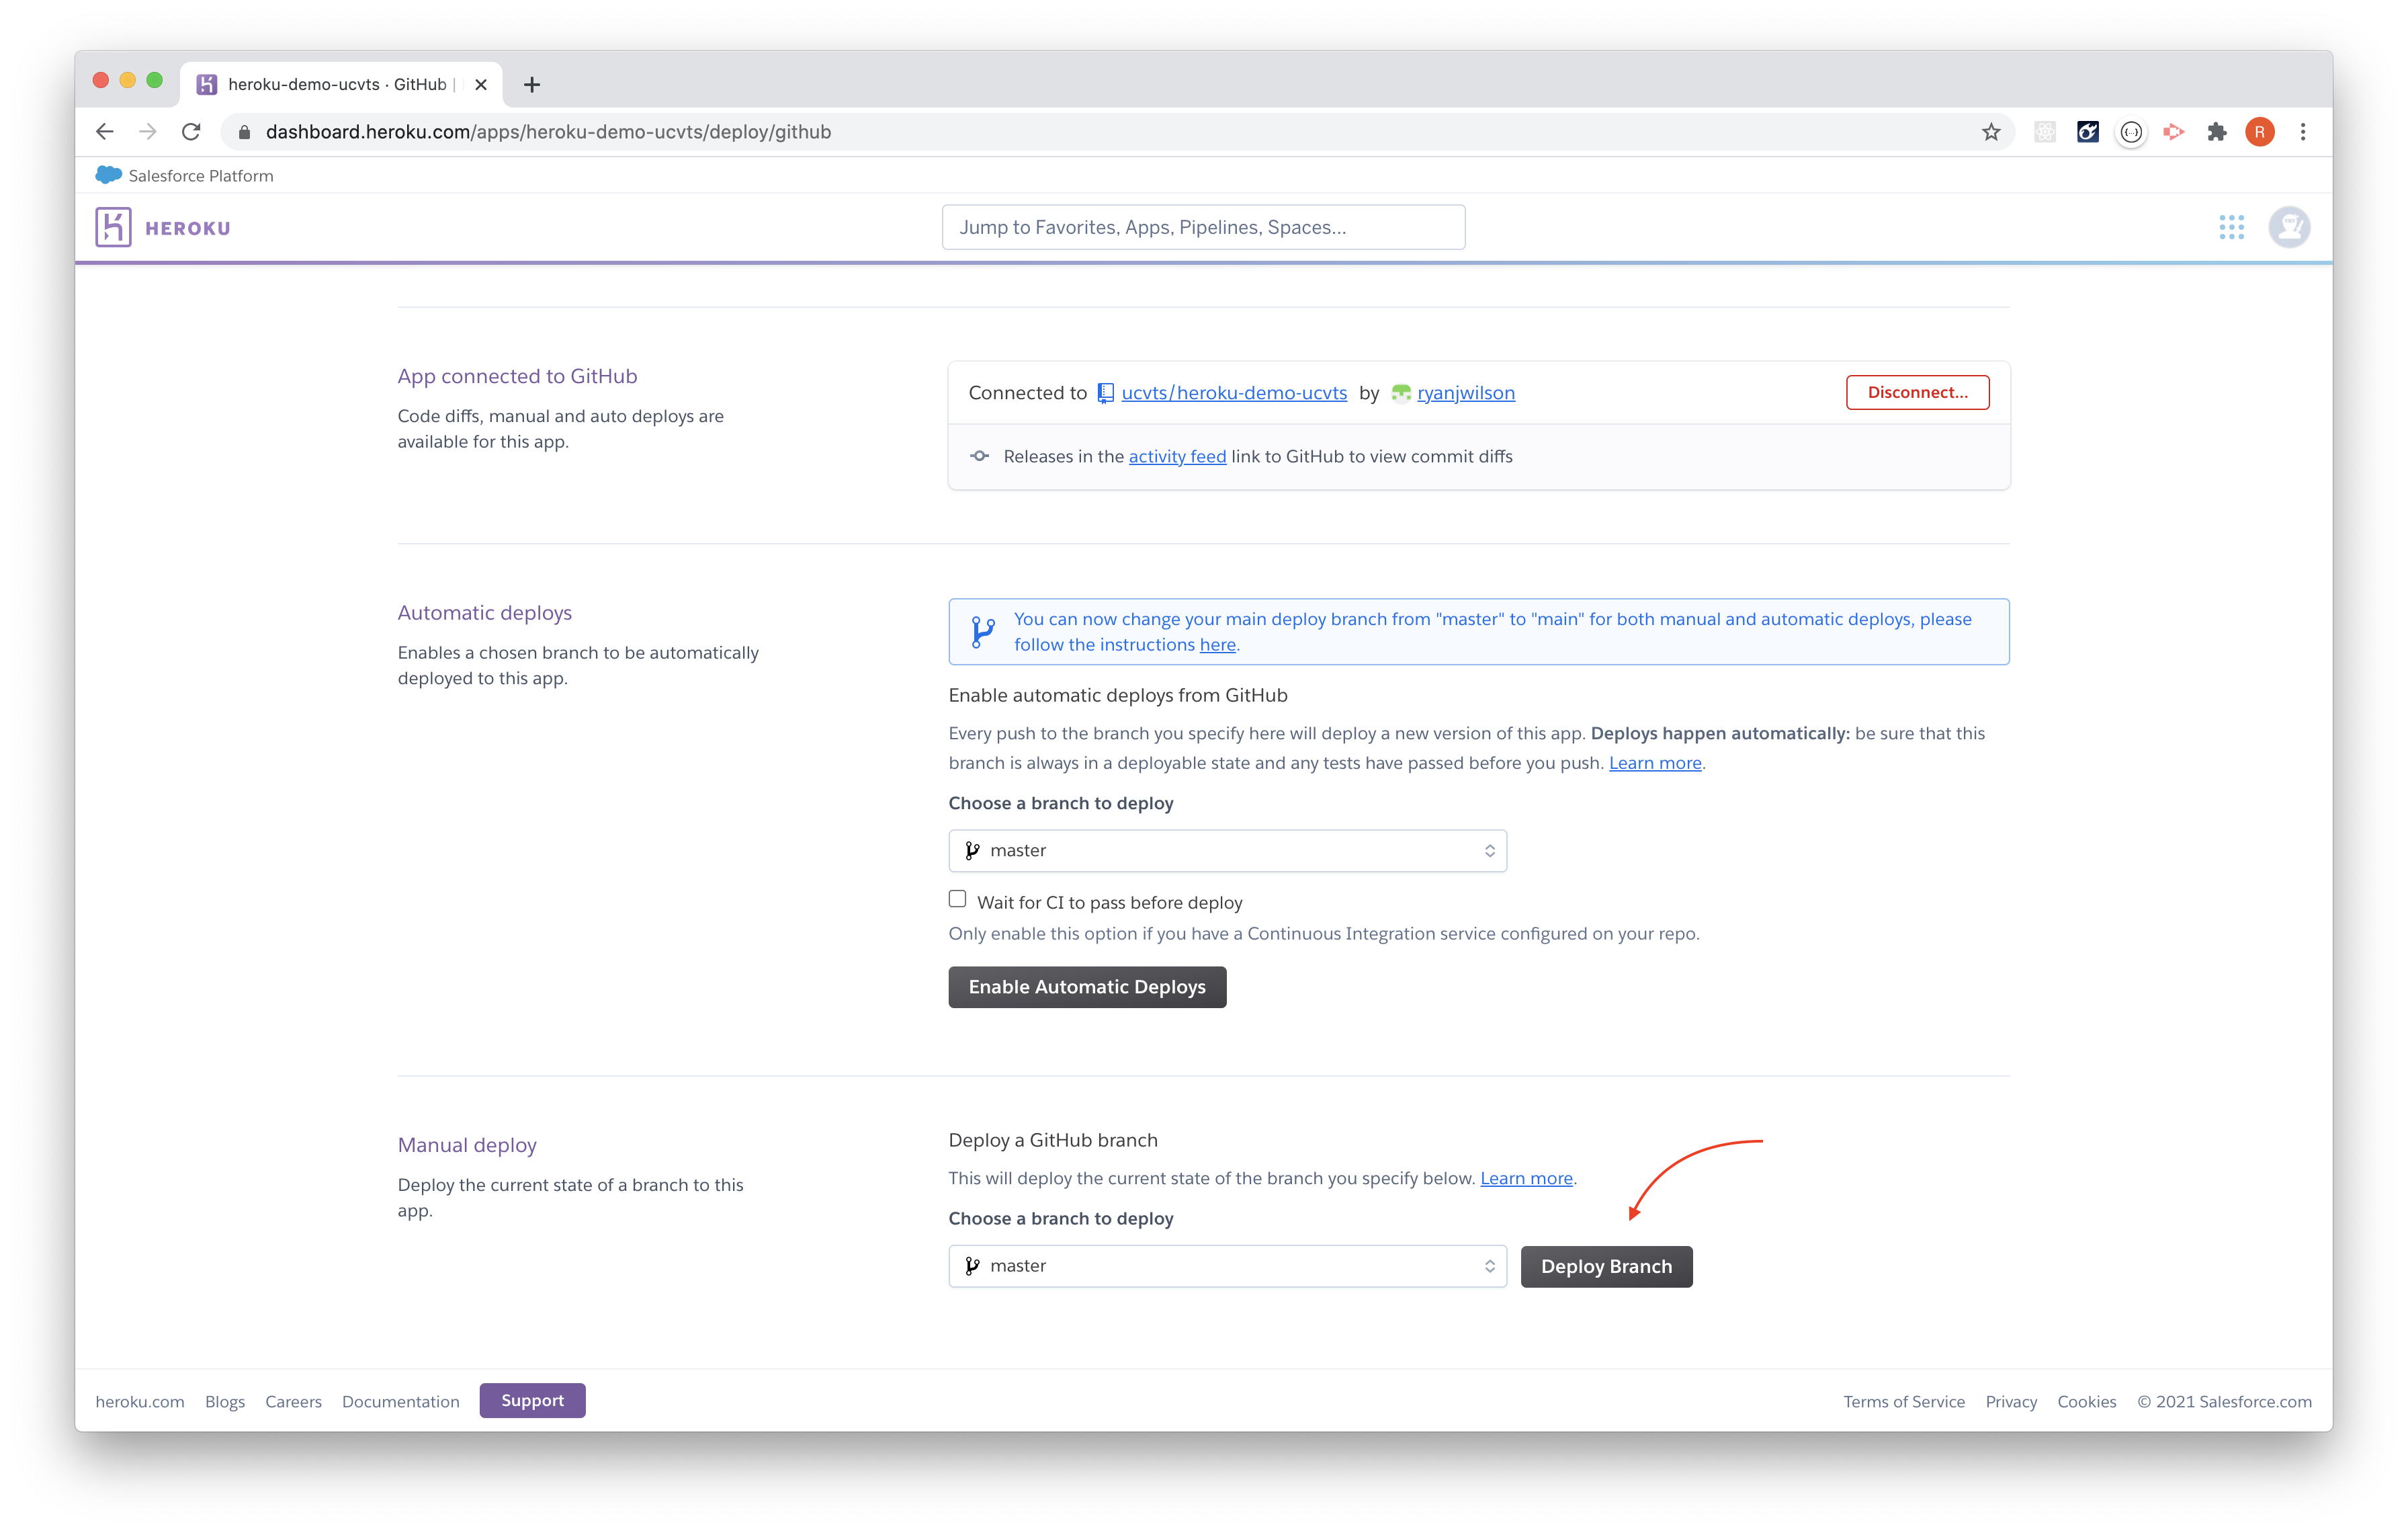 heroku-demo-ucvts · GitHub |
dashboard.heroku.com/apps/heroku-demo-ucvts/deploy/github
R
Salesforce Platform
HEROKU
Jump to Favorites, Apps, Pipelines, Spaces...
App connected to GitHub
Code diffs, manual and auto deploys are
available for this app.
Connected to ucvts/heroku-demo-ucvts by ryanjwilson
Disconnect...
Releases in the activity feed link to GitHub to view commit diffs
Automatic deploys
Enables a chosen branch to be automatically
deployed to this app.
You can now change your main deploy branch from "master" to "main" for both manual and automatic deploys, please
follow the instructions here.
Enable automatic deploys from GitHub
Every push to the branch you specify here will deploy a new version of this app. Deploys happen automatically: be sure that this
branch is always in a deployable state and any tests have passed before you push. Learn more.
Choose a branch to deploy
master
Wait for CI to pass before deploy
Only enable this option if you have a Continuous Integration service configured on your repo.
Enable Automatic Deploys
Manual deploy
Deploy the current state of a branch to this
app.
Deploy a GitHub branch
This will deploy the current state of the branch you specify below. Learn more.
Choose a branch to deploy
master
Deploy Branch
heroku.com Blogs Careers Documentation Support
Terms of Service Privacy Cookies © 2021 Salesforce.com